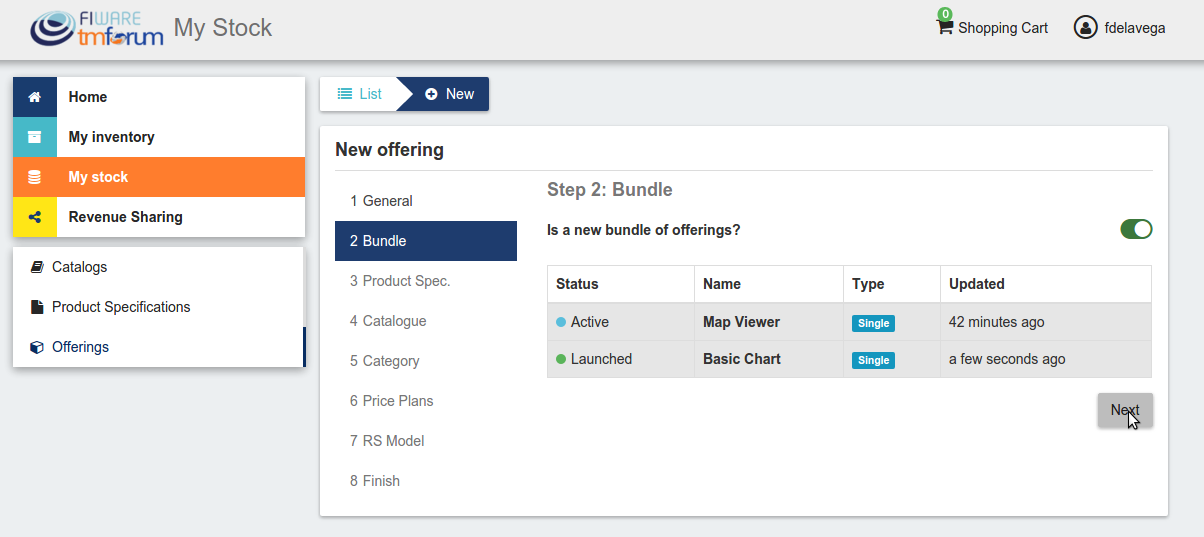 FIWARE
tmforum
My Stock
0
Shopping Cart
fdelavega
Home
My inventory
My stock
Revenue Sharing
Catalogs
Product Specifications
Offerings
List
New
New offering
1 General
2 Bundle
3 Product Spec.
4 Catalogue
5 Category
6 Price Plans
7 RS Model
8 Finish
Step 2: Bundle
Is a new bundle of offerings?
Status Name Type Updated
Active Map Viewer Single 42 minutes ago
Launched Basic Chart Single a few seconds ago
Next